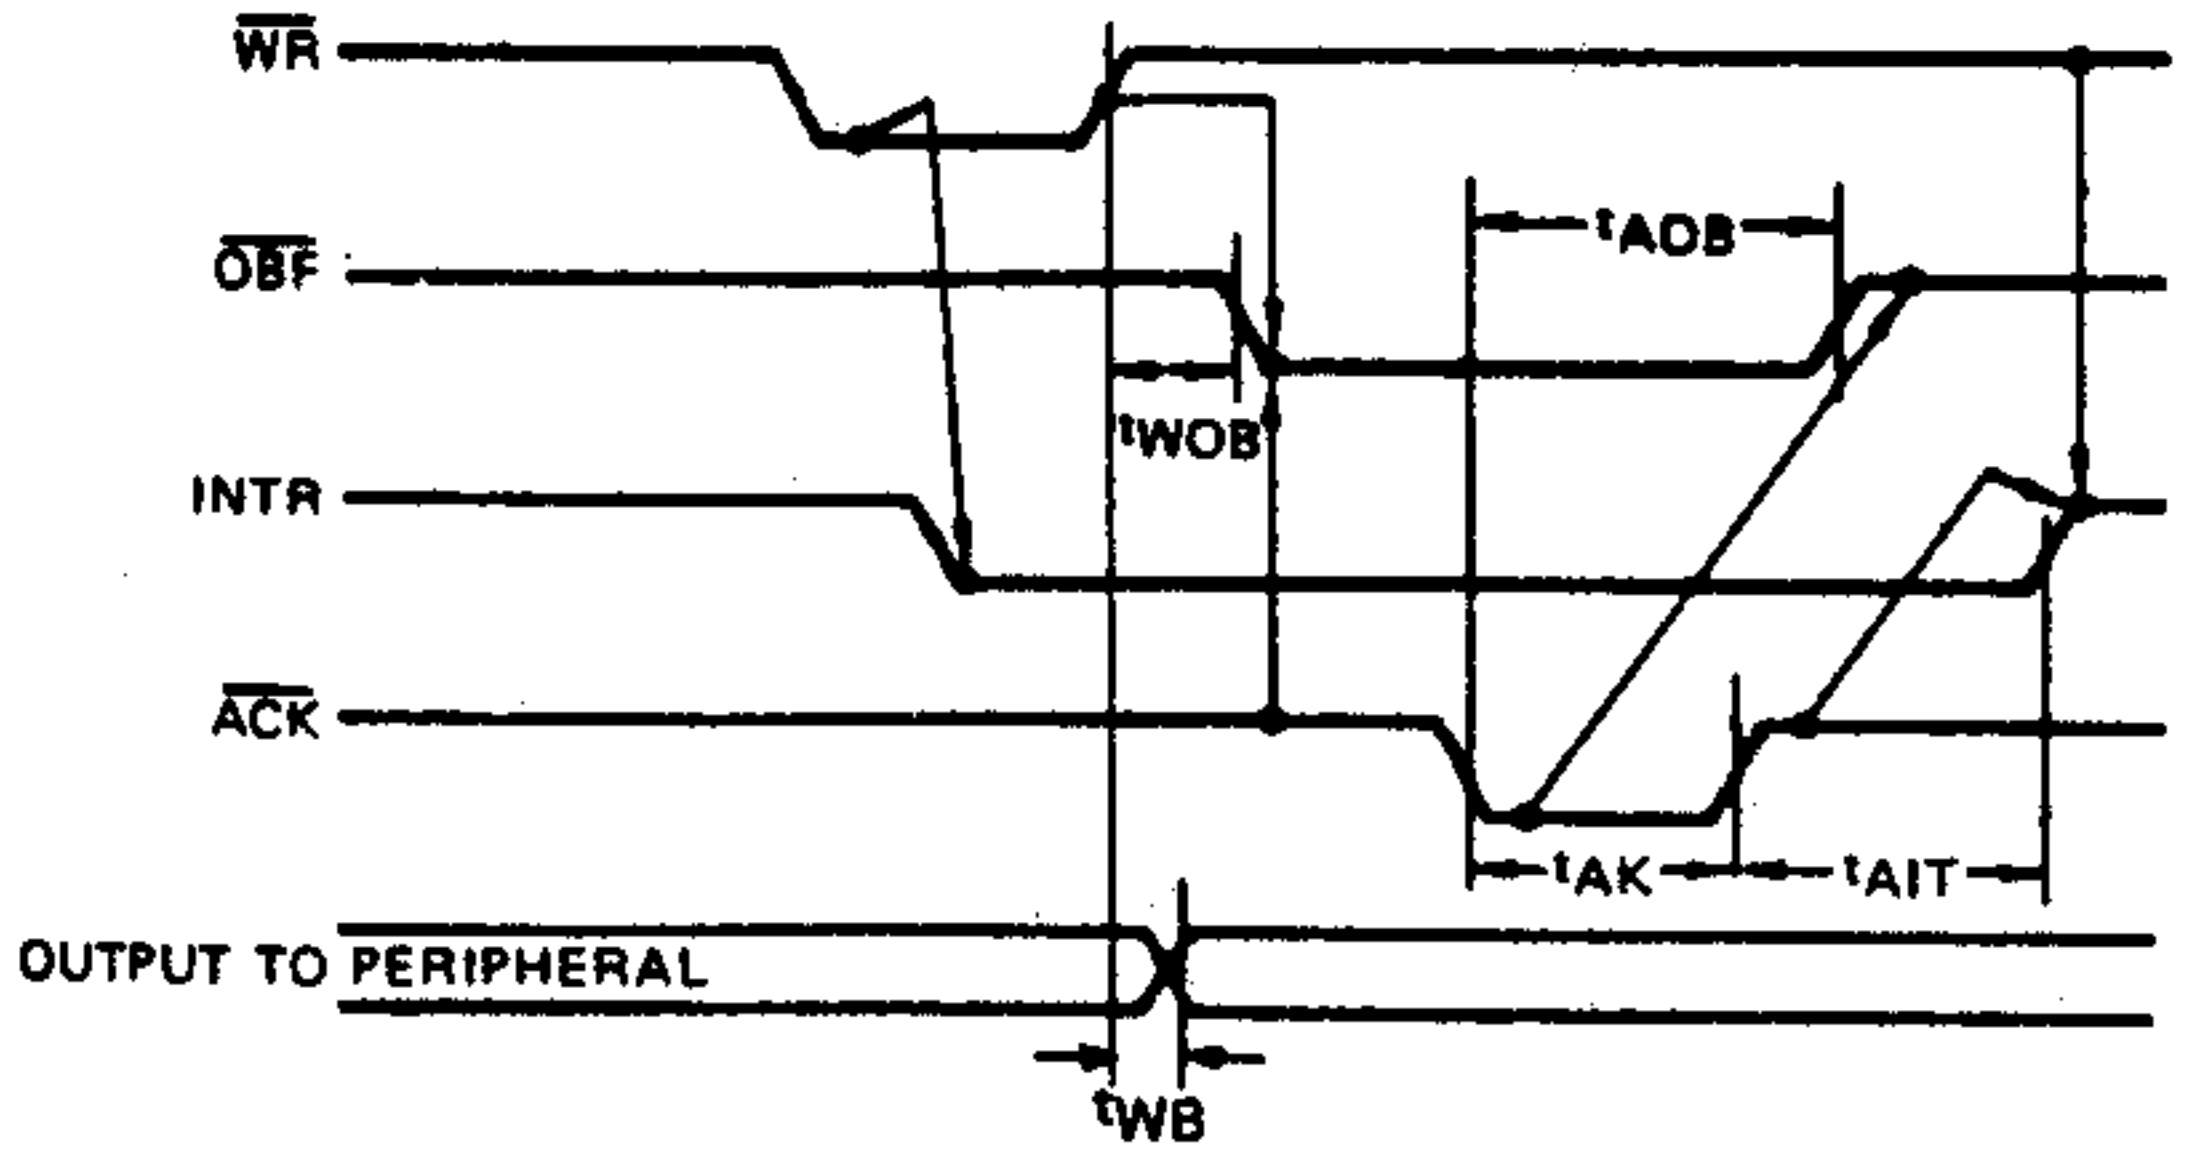 WR
OBF
tAOB
tWOB
INTR
ACK
tAK
tAIT
OUTPUT TO PERIPHERAL
tWB